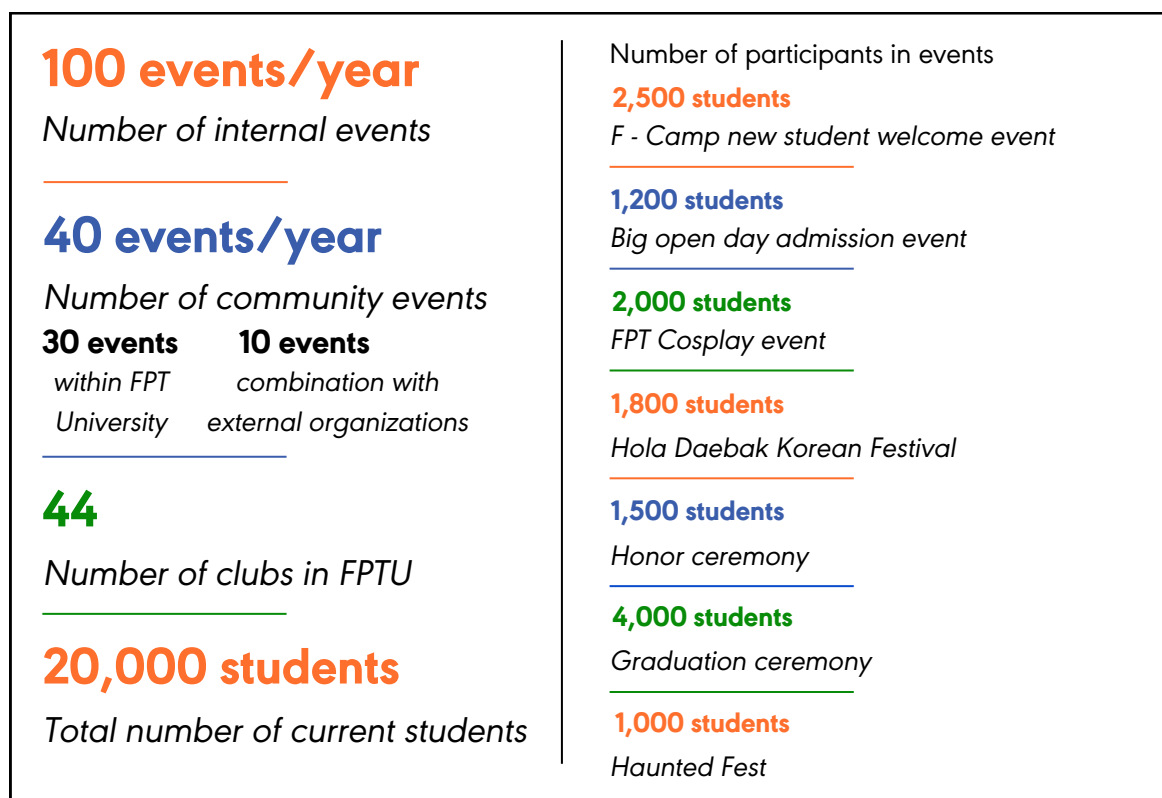 100 events/year
Number of internal events
40 events/year
Number of community events
30 events 10 events
within FPT combination with
University external organizations
44
Number of clubs in FPTU
20,000 students
Total number of current students
Number of participants in events
2,500 students
F - Camp new student welcome event
1,200 students
Big open day admission event
2,000 students
FPT Cosplay event
1,800 students
Hola Daebak Korean Festival
1,500 students
Honor ceremony
4,000 students
Graduation ceremony
1,000 students
Haunted Fest